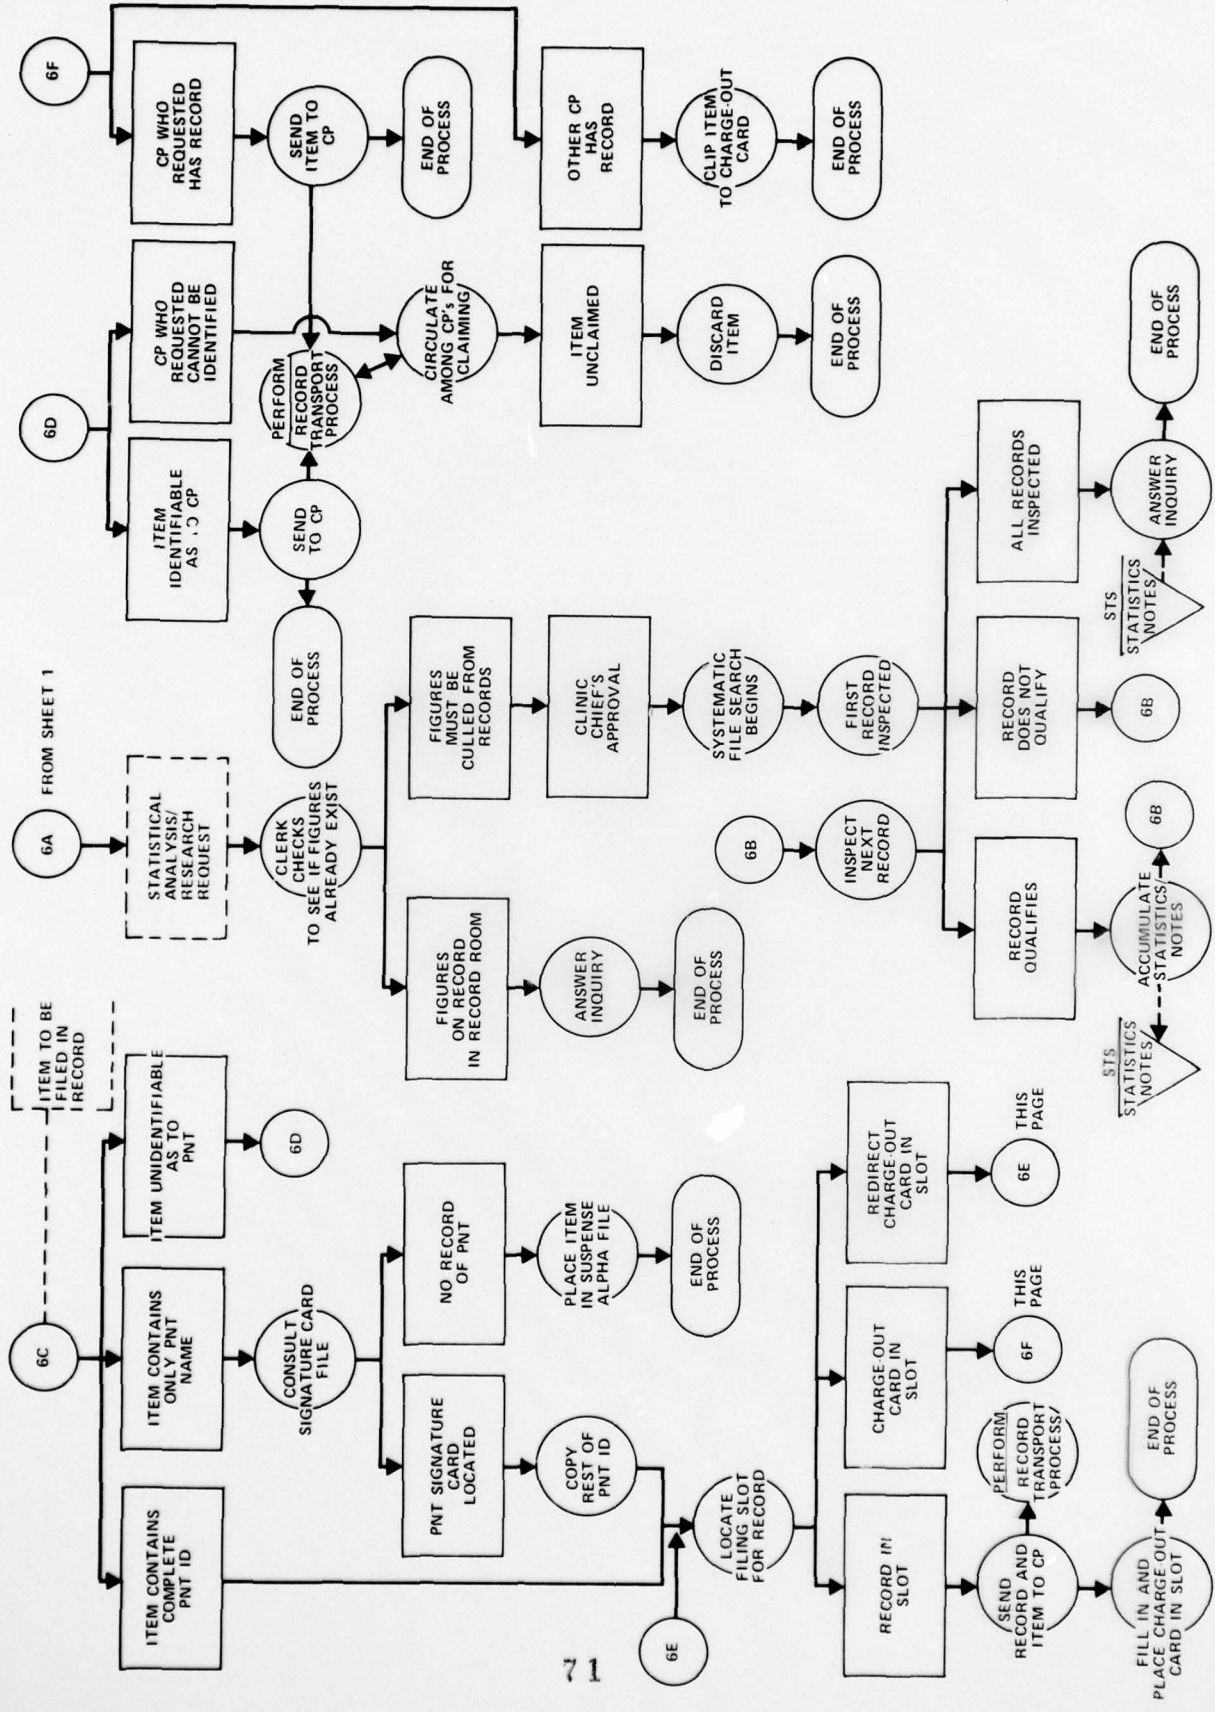 6C
ITEM TO BE
FILED IN
RECORD
ITEM CONTAINS
COMPLETE
PNT ID
ITEM CONTAINS
ONLY PNT
NAME
ITEM UNIDENTIFIABLE
AS TO
PNT
6D
CONSULT
SIGNATURE CARD
FILE
PNT SIGNATURE
CARD
LOCATED
NO RECORD
OF PNT
COPY
REST OF
PNT ID
PLACE ITEM
IN SUSPENSE
ALPHA FILE
END OF
PROCESS
6E
LOCATE
FILING SLOT
FOR RECORD
RECORD IN
SLOT
CHARGE-OUT
CARD IN
SLOT
REDIRECT
CHARGE-OUT
CARD IN
SLOT
SEND
RECORD AND
ITEM TO CP
PERFORM
RECORD
TRANSPORT
PROCESS
6F
THIS
PAGE
6E
THIS
PAGE
FILL IN AND
PLACE CHARGE-OUT
CARD IN SLOT
END OF
PROCESS
6A
FROM SHEET 1
STATISTICAL
ANALYSIS/
RESEARCH
REQUEST
CLERK
CHECKS
TO SEE IF FIGURES
ALREADY EXIST
FIGURES
ON RECORD
IN RECORD ROOM
FIGURES
MUST BE
CULLED FROM
RECORDS
ANSWER
INQUIRY
CLINIC
CHIEF'S
APPROVAL
END OF
PROCESS
SYSTEMATIC
FILE SEARCH
BEGINS
6B
INSPECT
NEXT
RECORD
FIRST
RECORD
INSPECTED
RECORD
QUALIFIES
RECORD
DOES NOT
QUALIFY
ALL RECORDS
INSPECTED
STS
STATISTICS
NOTES
ACCUMULATE
STATISTICS/
NOTES
6B
6B
STS
STATISTICS
NOTES
ANSWER
INQUIRY
END OF
PROCESS
6D
ITEM
IDENTIFIABLE
AS CP
CP WHO
REQUESTED
CANNOT BE
IDENTIFIED
SEND
TO CP
PERFORM
RECORD
TRANSPORT
PROCESS
END OF
PROCESS
CIRCULATE
AMONG CP's FOR
CLAIMING
ITEM
UNCLAIMED
DISCARD
ITEM
END OF
PROCESS
6F
CP WHO
REQUESTED
HAS RECORD
SEND
ITEM TO
CP
END OF
PROCESS
OTHER CP
HAS
RECORD
CLIP ITEM
TO CHARGE-OUT
CARD
END OF
PROCESS
71